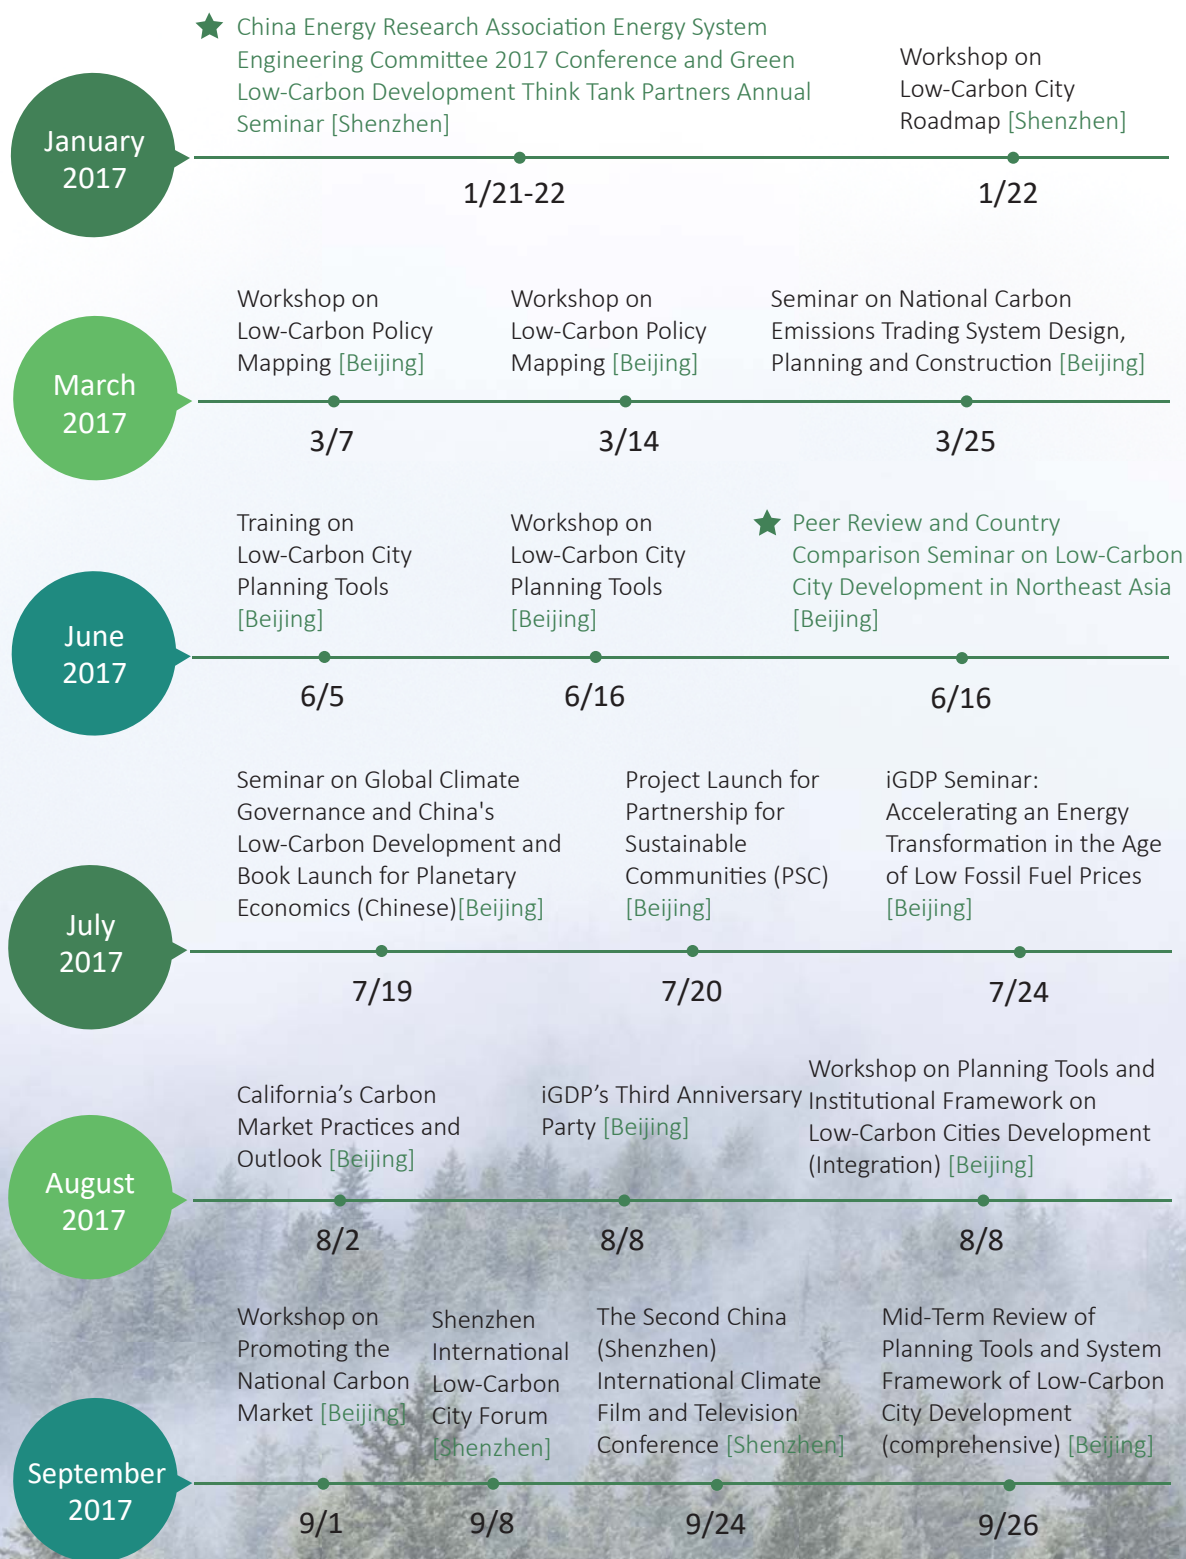 China Energy Research Association Energy System
Engineering Committee 2017 Conference and Green
Low-Carbon Development Think Tank Partners Annual
Seminar [Shenzhen]
Workshop on
Low-Carbon City
Roadmap [Shenzhen]
January
2017
1/21-22
1/22
Workshop on
Low-Carbon Policy
Mapping [Beijing]
Workshop on
Low-Carbon Policy
Mapping [Beijing]
Seminar on National Carbon
Emissions Trading System Design,
Planning and Construction [Beijing]
March
2017
3/7
3/14
3/25
Training on
Low-Carbon City
Planning Tools
[Beijing]
Workshop on
Low-Carbon City
Planning Tools
[Beijing]
Peer Review and Country
Comparison Seminar on Low-Carbon
City Development in Northeast Asia
[Beijing]
June
2017
6/5
6/16
6/16
Seminar on Global Climate
Governance and China's
Low-Carbon Development and
Book Launch for Planetary
Economics (Chinese)[Beijing]
Project Launch for
Partnership for
Sustainable
Communities (PSC)
[Beijing]
iGDP Seminar:
Accelerating an Energy
Transformation in the Age
of Low Fossil Fuel Prices
[Beijing]
July
2017
7/19
7/20
7/24
California’s Carbon
Market Practices and
Outlook [Beijing]
iGDP’s Third Anniversary
Party [Beijing]
Workshop on Planning Tools and
Institutional Framework on
Low-Carbon Cities Development
(Integration) [Beijing]
August
2017
8/2
8/8
8/8
Workshop on
Promoting the
National Carbon
Market [Beijing]
Shenzhen
International
Low-Carbon
City Forum
[Shenzhen]
The Second China
(Shenzhen)
International Climate
Film and Television
Conference [Shenzhen]
Mid-Term Review of
Planning Tools and System
Framework of Low-Carbon
City Development
(comprehensive) [Beijing]
September
2017
9/1
9/8
9/24
9/26